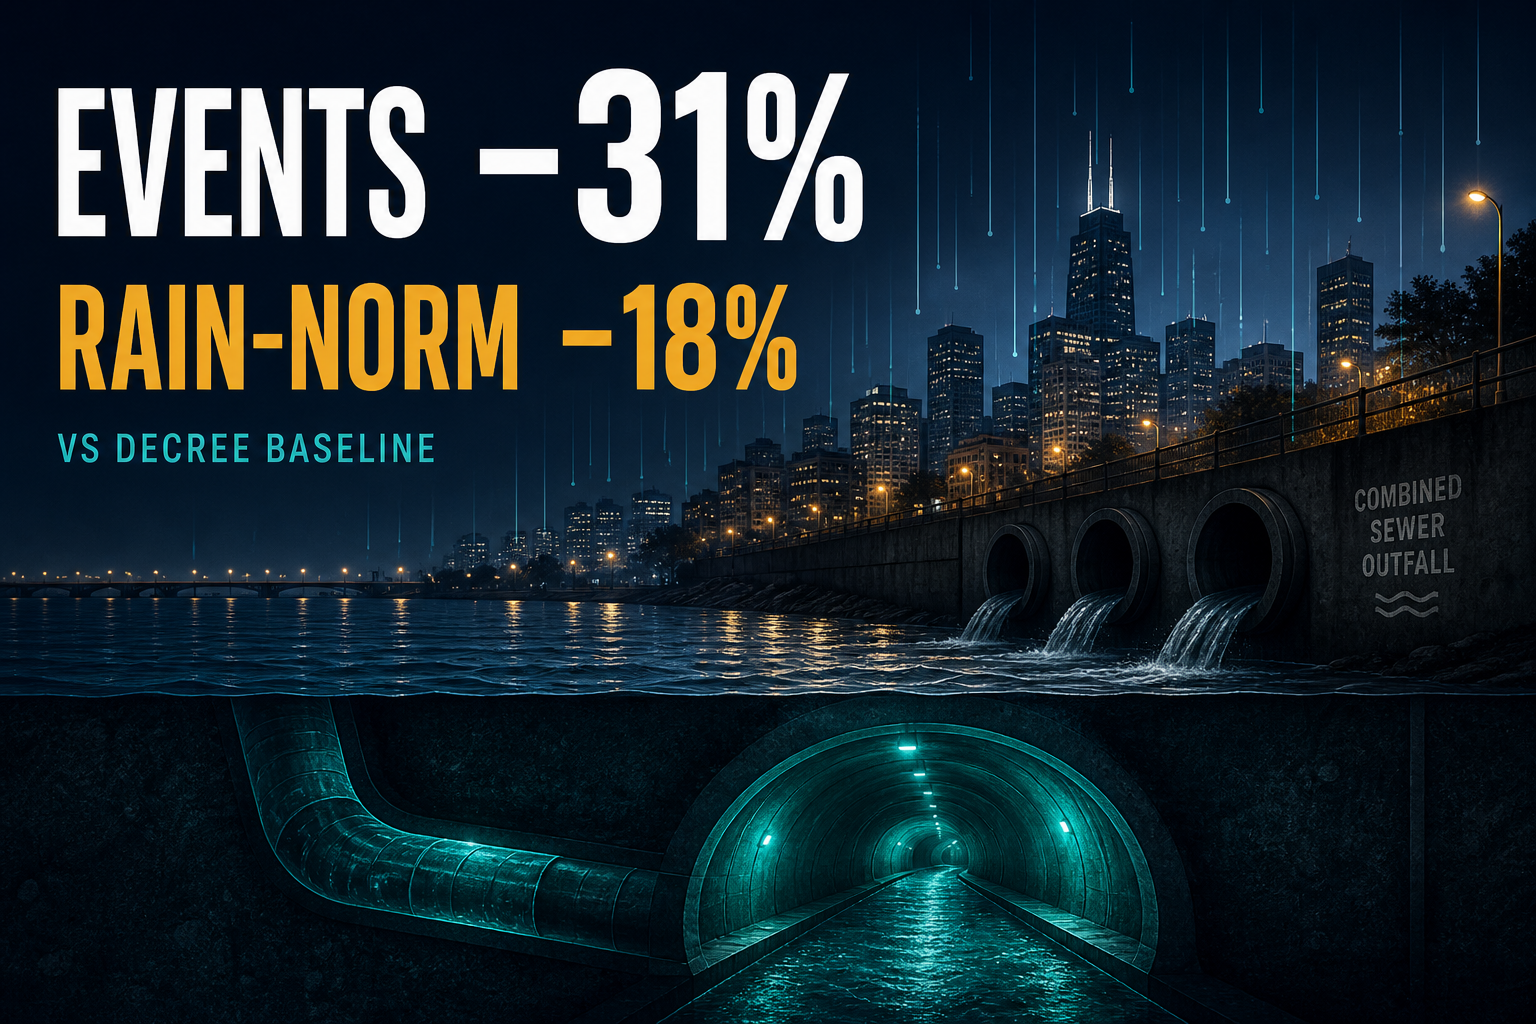 EVENTS –31%
RAIN-NORM –18%
VS DECREE BASELINE
COMBINED
SEWER
OUTFALL